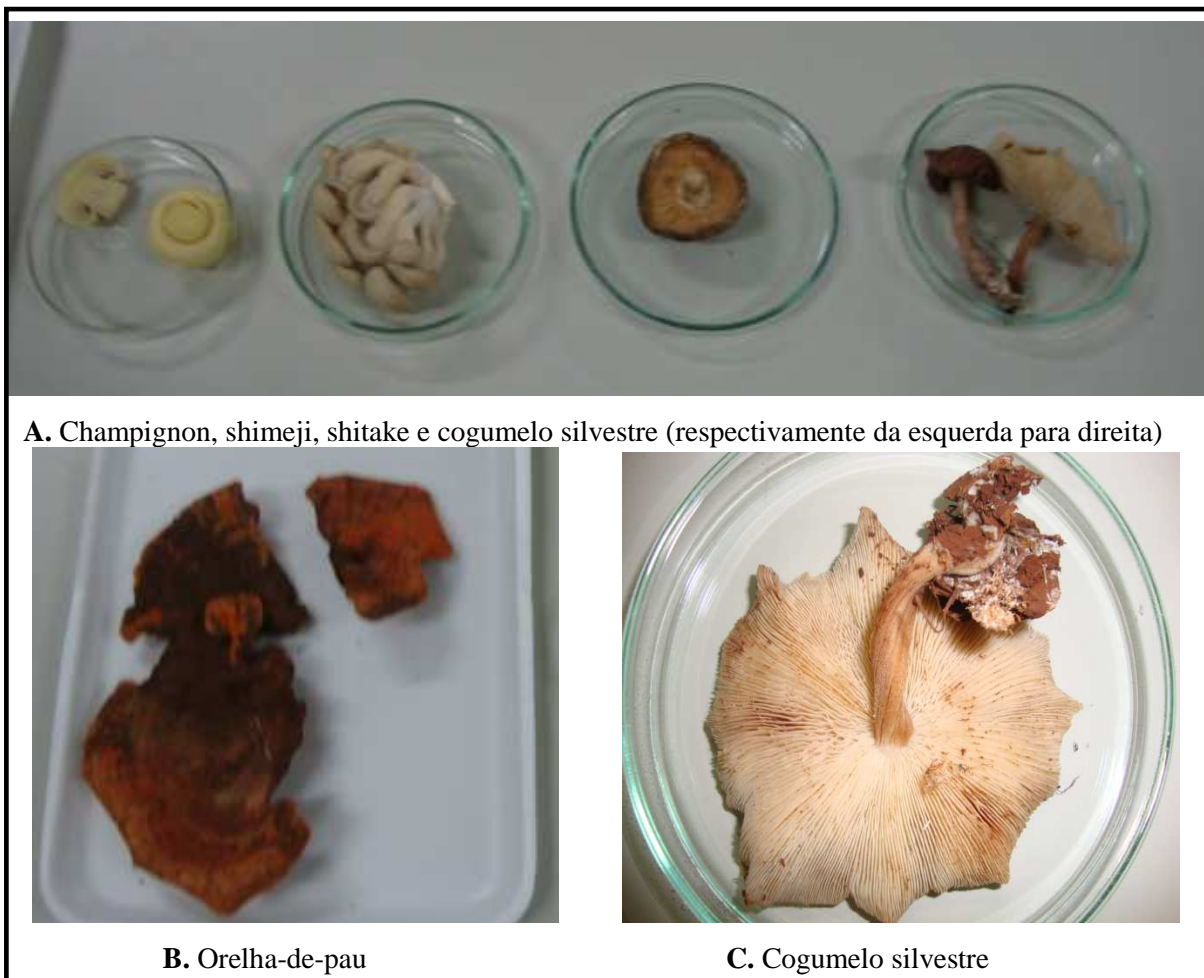 A. Champignon, shimeji, shitake e cogumelo silvestre (respectivamente da esquerda para direita)
B. Orelha-de-pau
C. Cogumelo silvestre